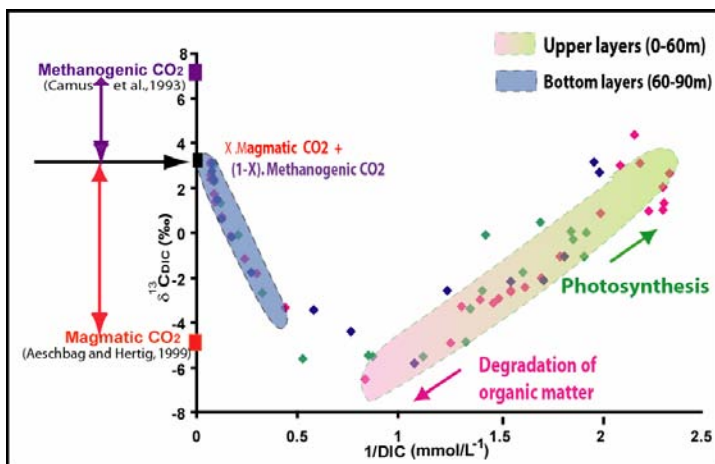 8
6
4
2
0
-2
-4
-6
-8
δ¹³C_DIC (‰)
0
0.5
1
1.5
2
2.5
1/DIC (mmol/L⁻¹)
Methanogenic CO2
(Camus et al.,1993)
X.Magmatic CO2 +
(1-X). Methanogenic CO2
Magmatic CO2
(Aeschbag and Hertig, 1999)
Upper layers (0-60m)
Bottom layers (60-90m)
Photosynthesis
Degradation of
organic matter